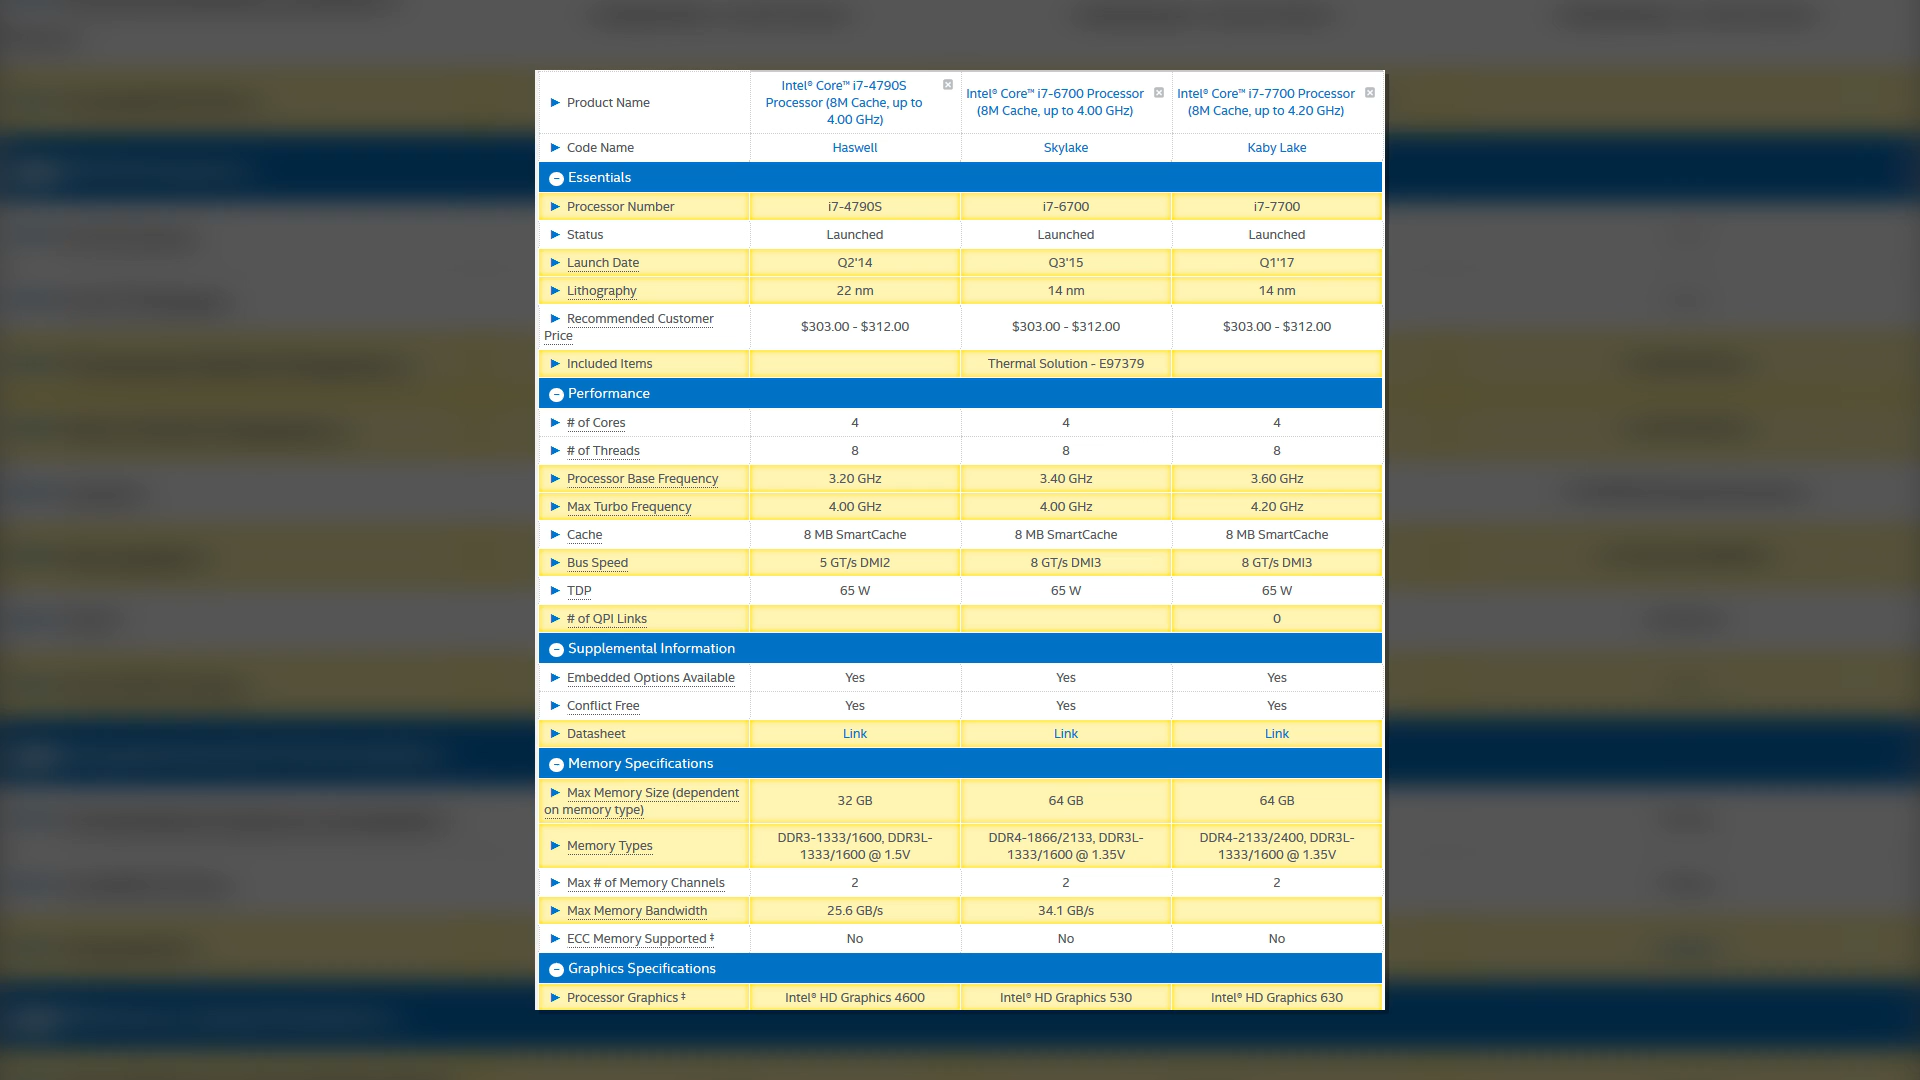 Product Name
Intel® Core™ i7-4790S
Processor (8M Cache, up to
4.00 GHz)
Intel® Core™ i7-6700 Processor
(8M Cache, up to 4.00 GHz)
Intel® Core™ i7-7700 Processor
(8M Cache, up to 4.20 GHz)
Code Name Haswell Skylake Kaby Lake
Essentials
Processor Number i7-4790S i7-6700 i7-7700
Status Launched Launched Launched
Launch Date Q2'14 Q3'15 Q1'17
Lithography 22 nm 14 nm 14 nm
Recommended Customer
Price
$303.00 - $312.00 $303.00 - $312.00 $303.00 - $312.00
Included Items Thermal Solution - E97379
Performance
# of Cores 4 4 4
# of Threads 8 8 8
Processor Base Frequency 3.20 GHz 3.40 GHz 3.60 GHz
Max Turbo Frequency 4.00 GHz 4.00 GHz 4.20 GHz
Cache 8 MB SmartCache 8 MB SmartCache 8 MB SmartCache
Bus Speed 5 GT/s DMI2 8 GT/s DMI3 8 GT/s DMI3
TDP 65 W 65 W 65 W
# of QPI Links 0
Supplemental Information
Embedded Options Available Yes Yes Yes
Conflict Free Yes Yes Yes
Datasheet Link Link Link
Memory Specifications
Max Memory Size (dependent
on memory type)
32 GB 64 GB 64 GB
Memory Types
DDR3-1333/1600, DDR3L-
1333/1600 @ 1.5V
DDR4-1866/2133, DDR3L-
1333/1600 @ 1.35V
DDR4-2133/2400, DDR3L-
1333/1600 @ 1.35V
Max # of Memory Channels 2 2 2
Max Memory Bandwidth 25.6 GB/s 34.1 GB/s
ECC Memory Supported ‡ No No No
Graphics Specifications
Processor Graphics ‡ Intel® HD Graphics 4600 Intel® HD Graphics 530 Intel® HD Graphics 630